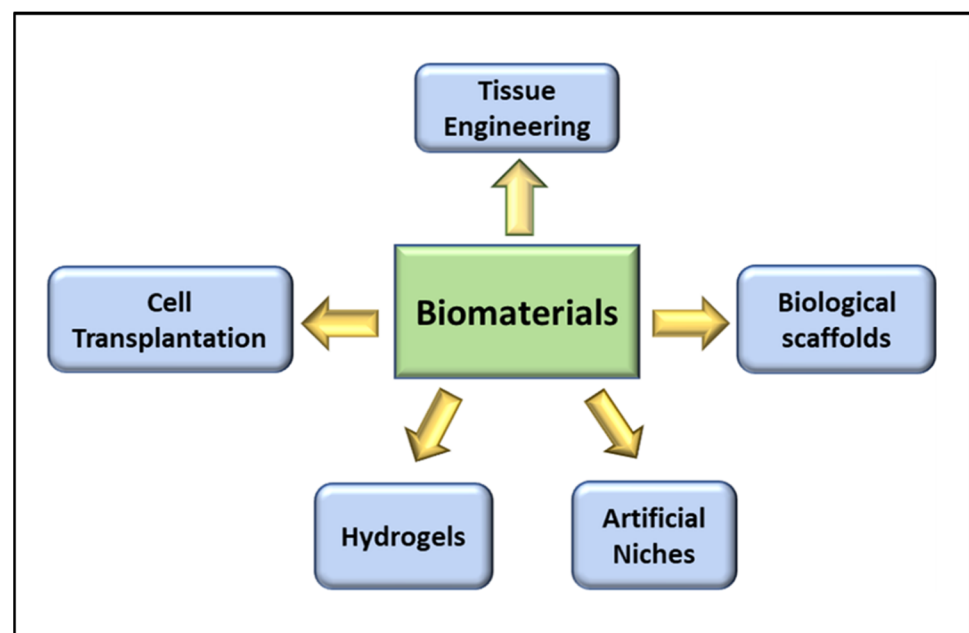 Tissue
Engineering
Cell
Transplantation
Biomaterials
Biological
scaffolds
Hydrogels
Artificial
Niches